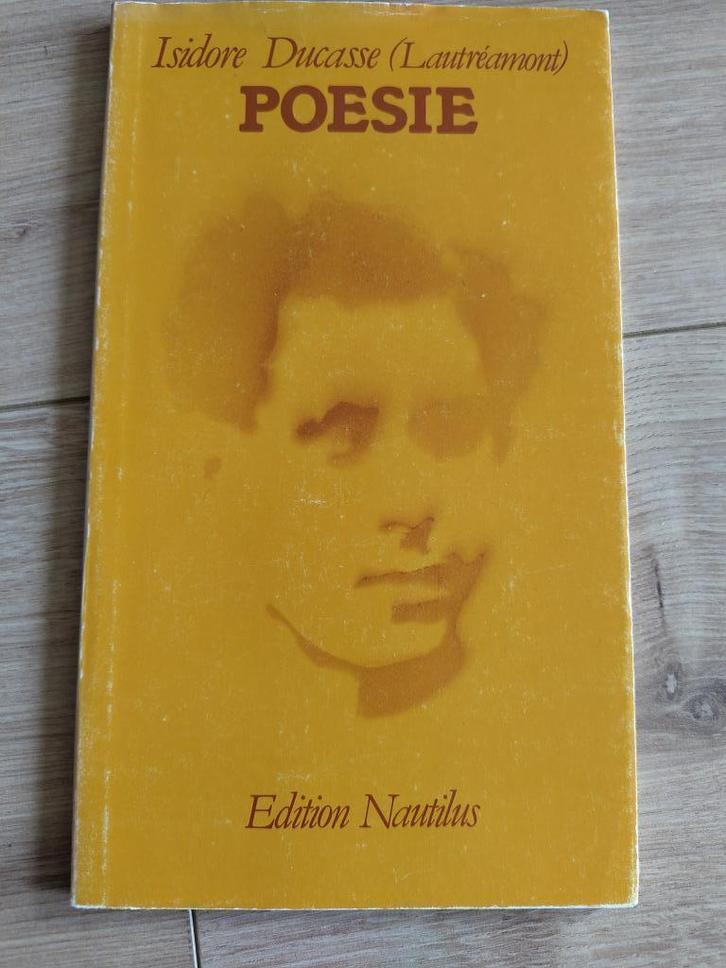 Isidore Ducasse (Lautréamont)
POESIE
Edition Nautilus